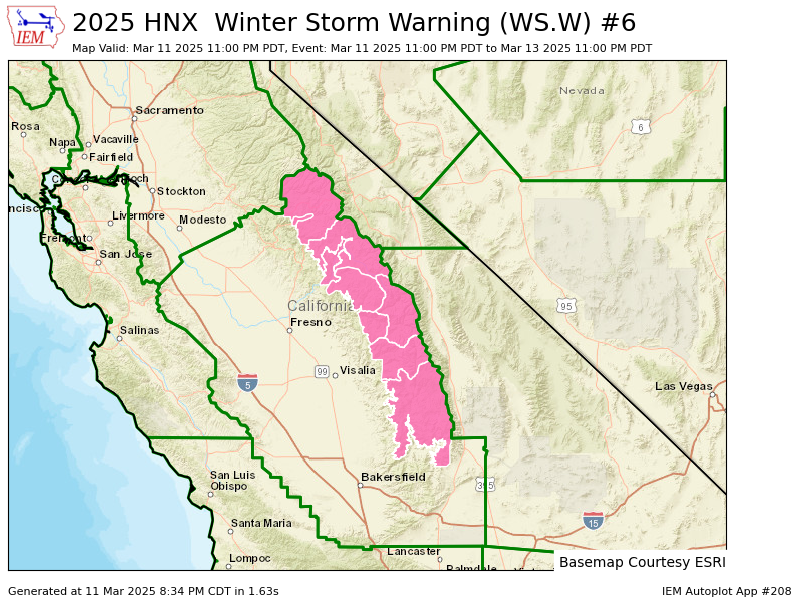 IEM
2025 HNX  Winter Storm Warning (WS.W) #6
Map Valid: Mar 11 2025 11:00 PM PDT, Event: Mar 11 2025 11:00 PM PDT to Mar 13 2025 11:00 PM PDT
Nevada
Sacramento
6
Rosa
Napa
Vacaville
Fairfield
Stockton
ncisco
Livermore
Modesto
Fremont
San Jose
California
95
Salinas
Fresno
99
Visalia
5
Las Vegas
San Luis
Obispo
Bakersfield
395
15
Santa Maria
Lancaster
Lompoc
Palmdale
Basemap Courtesy ESRI
Generated at 11 Mar 2025 8:34 PM CDT in 1.63s
IEM Autoplot App #208